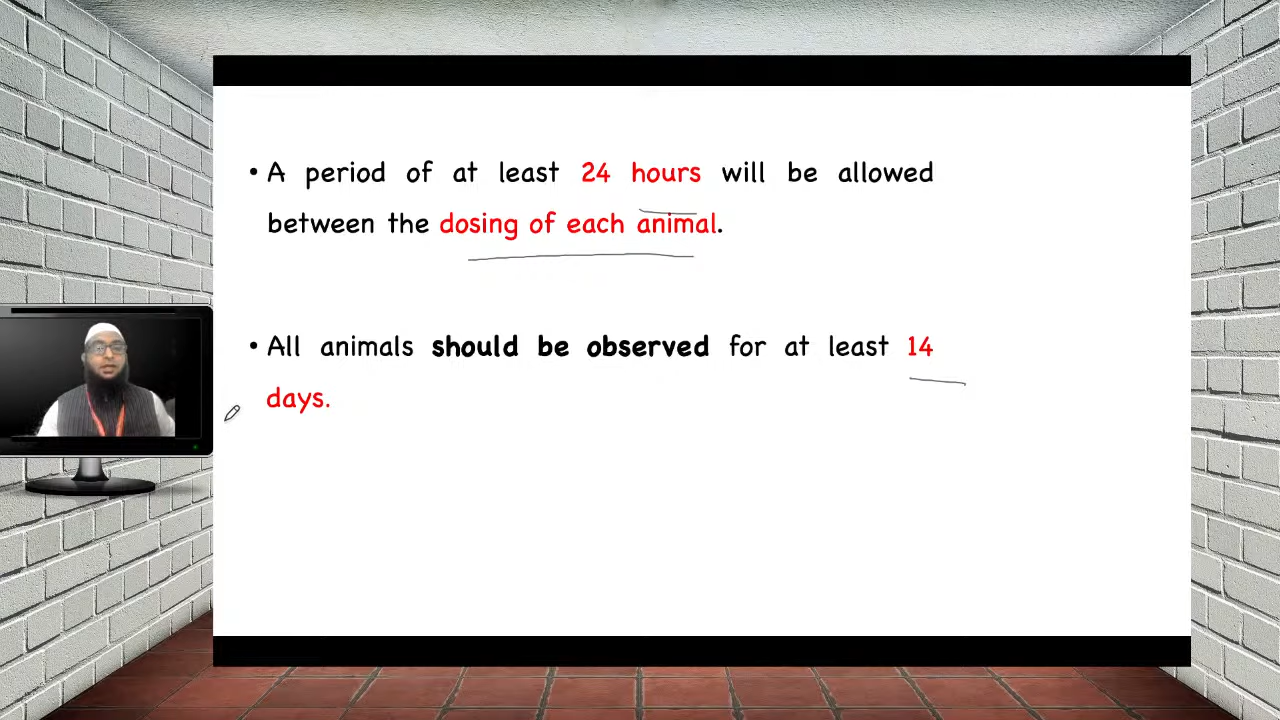 • A period of at least 24 hours will be allowed
between the dosing of each animal.
• All animals should be observed for at least 14
days.